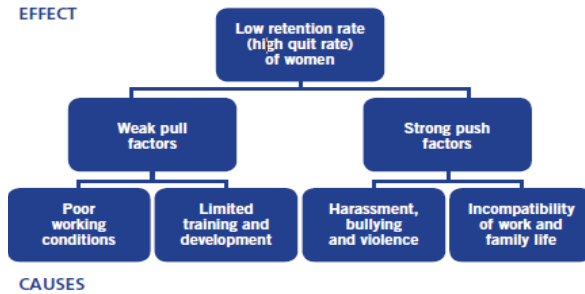 EFFECT
Low retention rate
(high quit rate)
of women
Weak pull
factors
Strong push
factors
Poor
working
conditions
Limited
training and
development
Harassment,
bullying
and violence
Incompatibility
of work and
family life
CAUSES